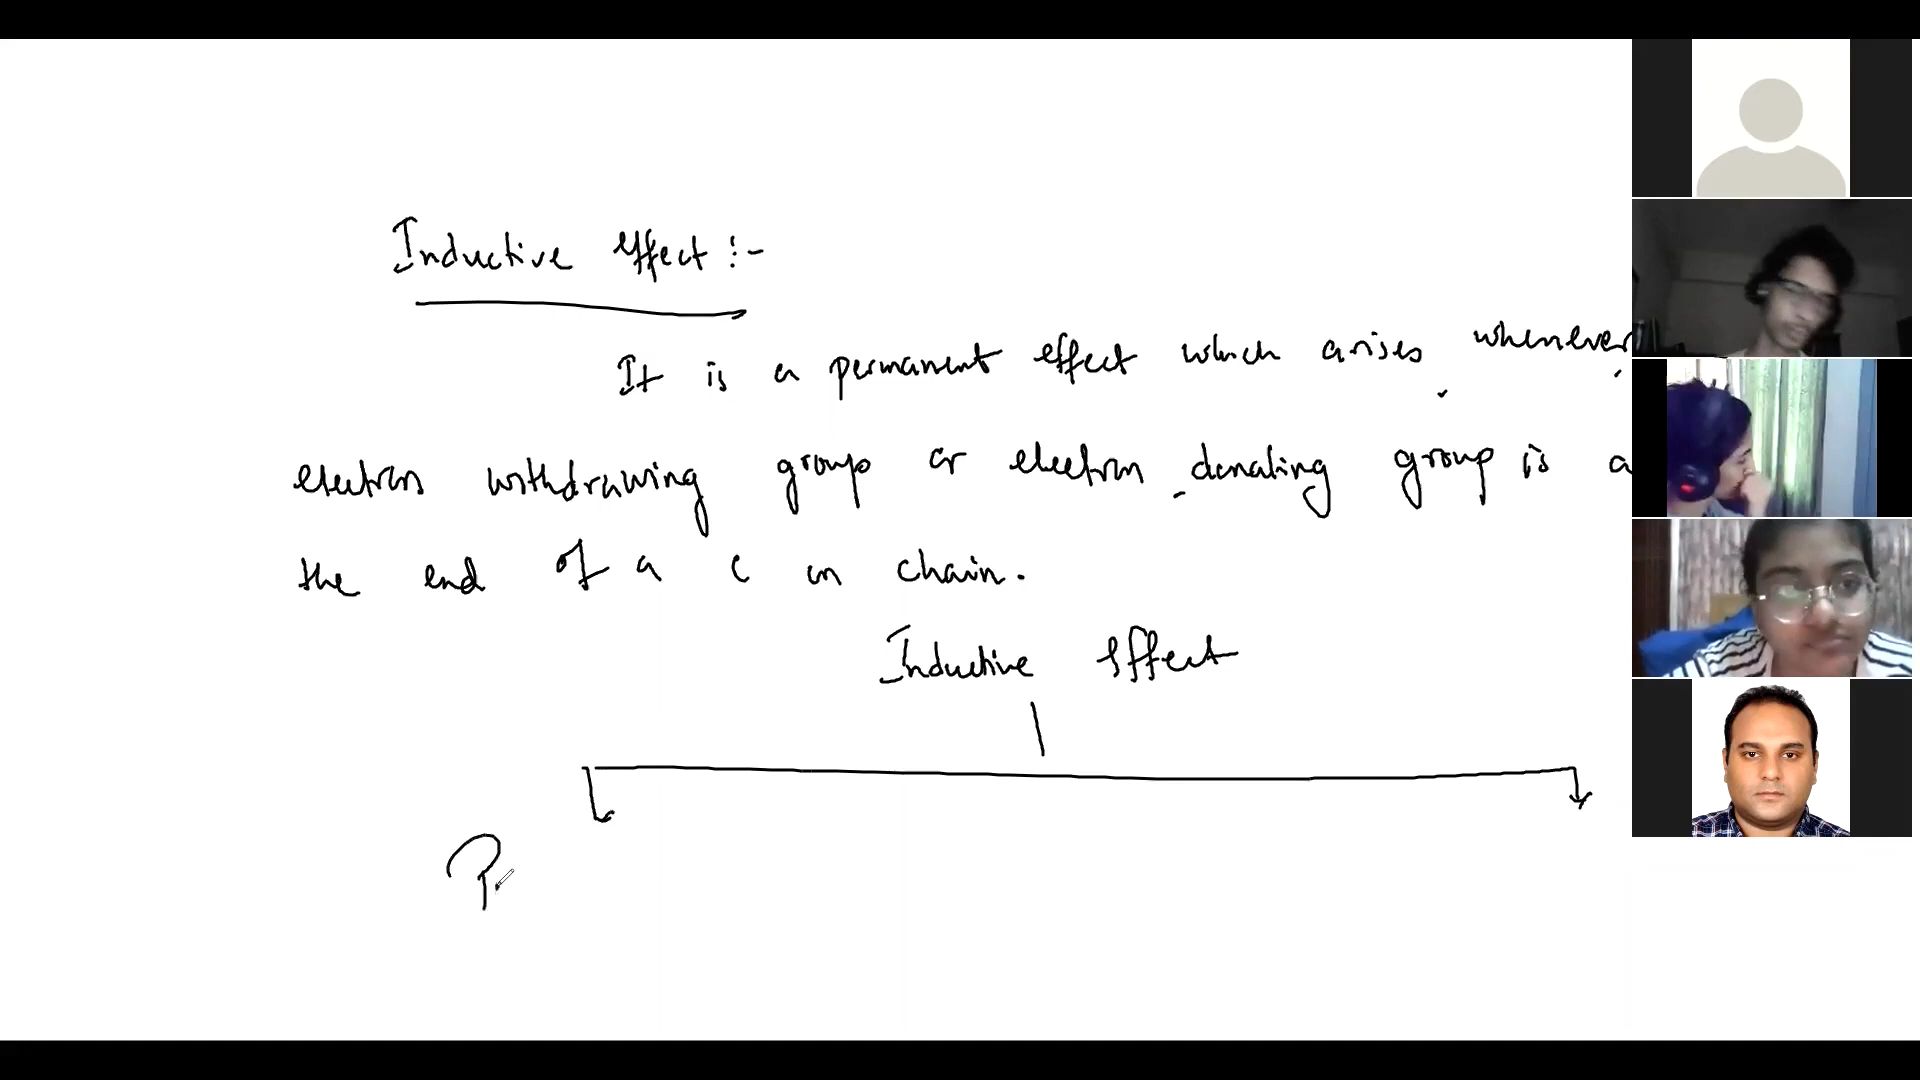 Inductive effect :-
It is a permanent effect which arises whenever
electron withdrawing group or electron donating group is a
the end of a c on chain.
Inductive Effect
P